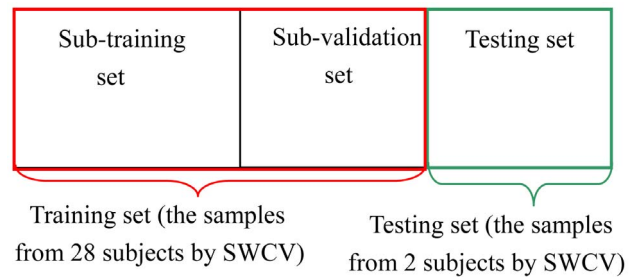 Sub-training
set
Sub-validation
set
Testing set
Training set (the samples
from 28 subjects by SWCV)
Testing set (the samples
from 2 subjects by SWCV)